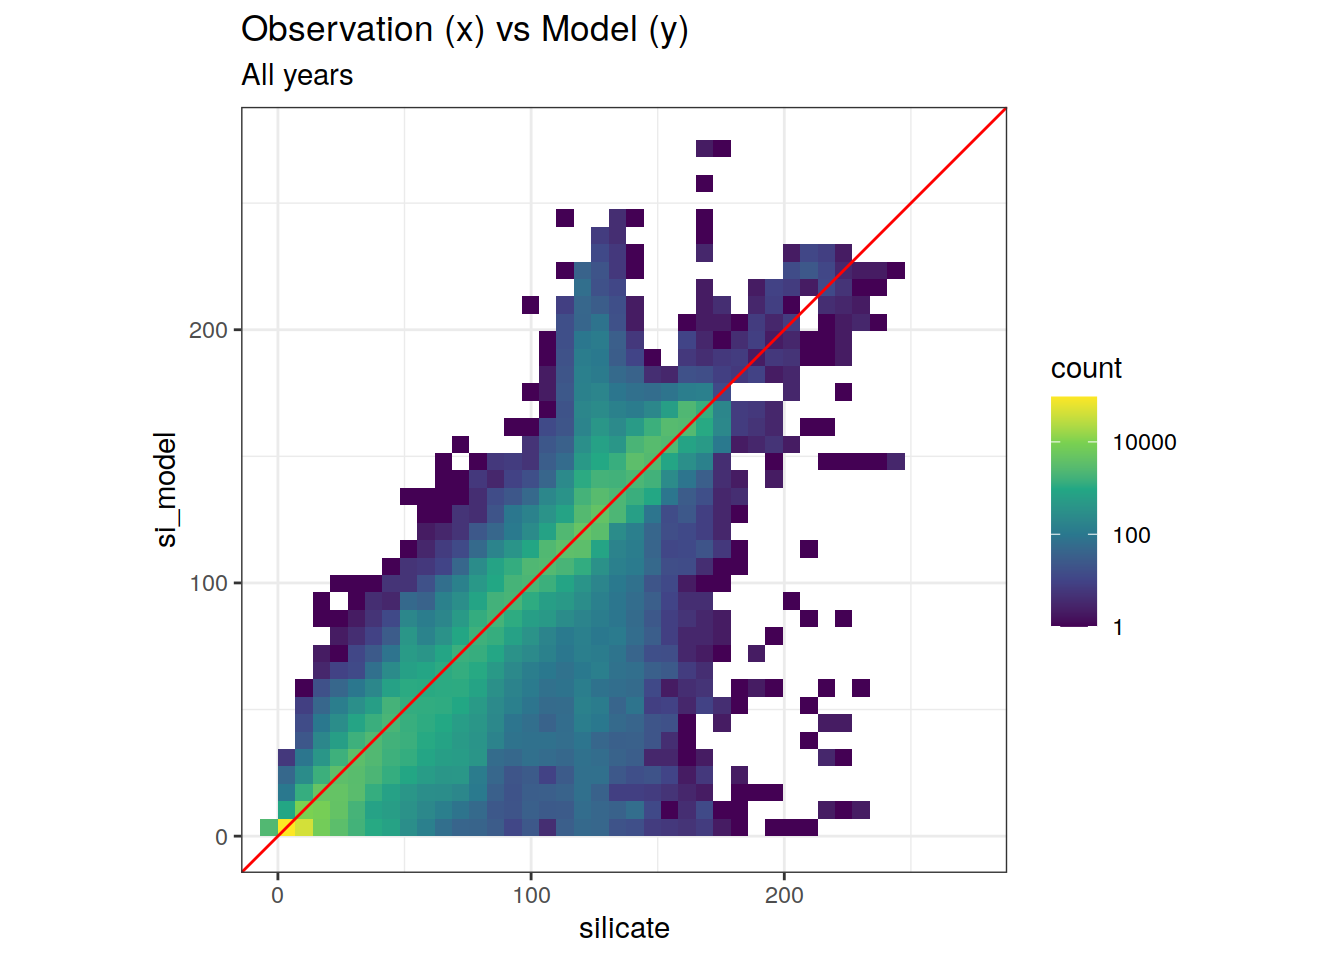 Observation (x) vs Model (y)
All years
si_model
200
100
0
0
100
200
silicate
count
10000
100
1